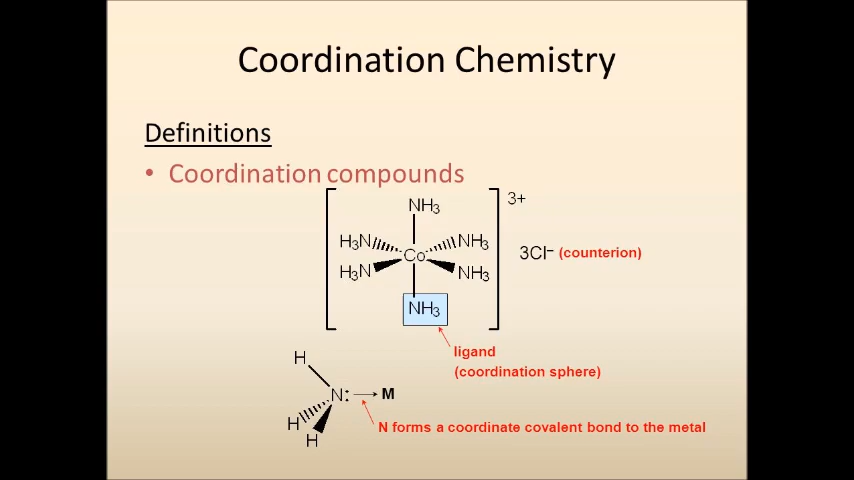 Coordination Chemistry
Definitions
• Coordination compounds
NH₃
3+
H₃N
NH₃
Co
3Cl⁻ (counterion)
H₃N
NH₃
NH₃
ligand
(coordination sphere)
H
N: → M
H
H
N forms a coordinate covalent bond to the metal